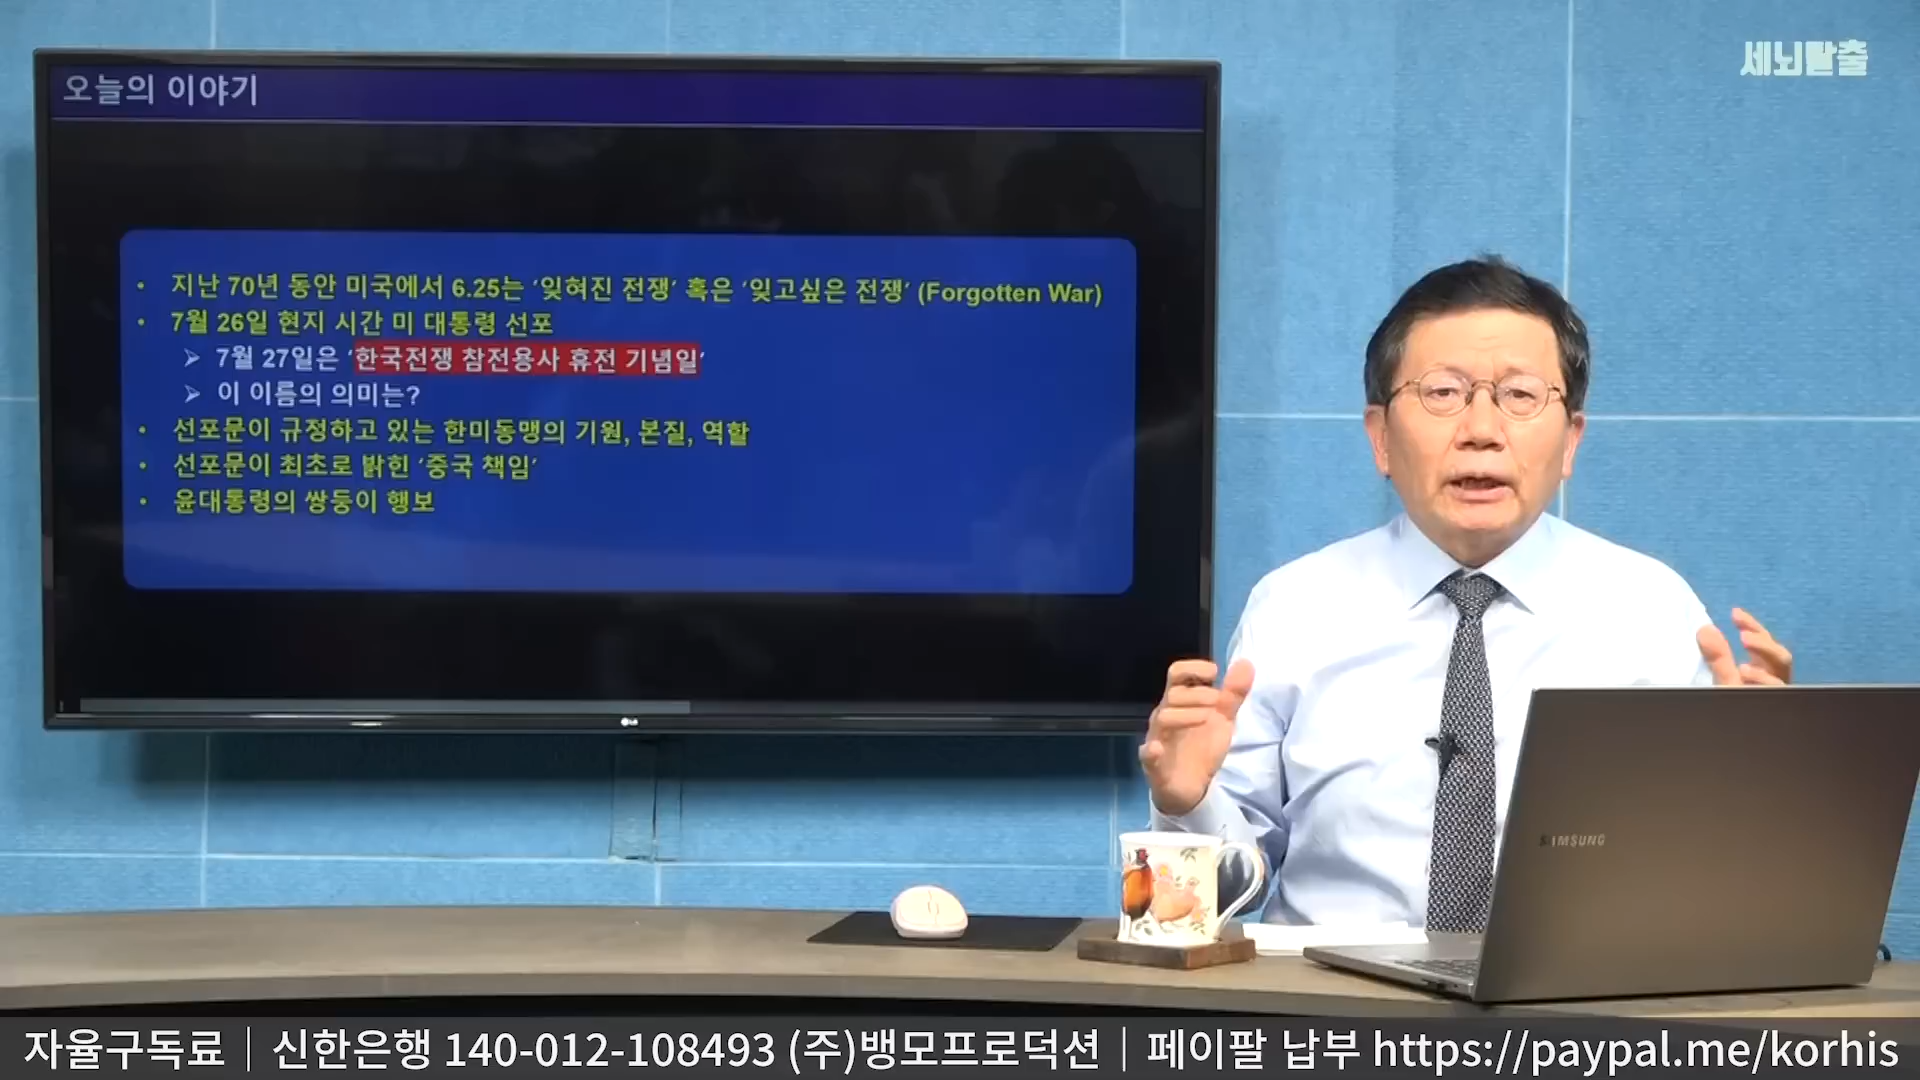 세뇌탈출
오늘의 이야기
• 지난 70년 동안 미국에서 6.25는 '잊혀진 전쟁' 혹은 '잊고싶은 전쟁' (Forgotten War)
• 7월 26일 현지 시간 미 대통령 선포
➢ 7월 27일은 '한국전쟁 참전용사 휴전 기념일'
➢ 이 이름의 의미는?
• 선포문이 규정하고 있는 한미동맹의 기원, 본질, 역할
• 선포문이 최초로 밝힌 '중국 책임'
• 윤대통령의 쌍둥이 행보
LG
SAMSUNG
자율구독료 | 신한은행 140-012-108493 (주)뱅모프로덕션 | 페이팔 납부 https://paypal.me/korhis